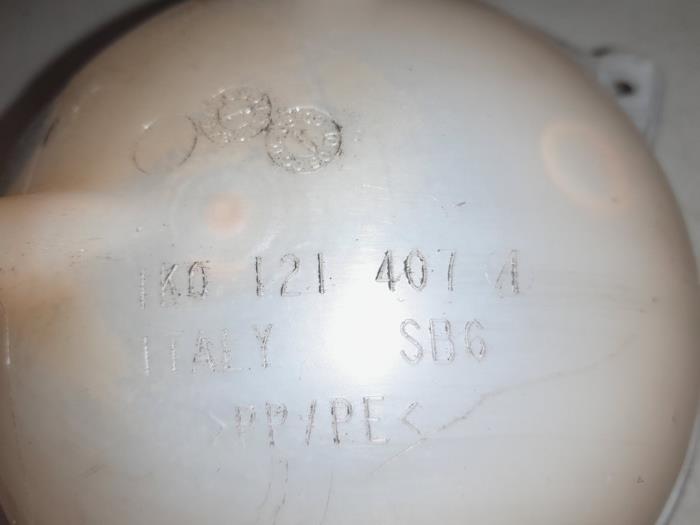 1K0 121 407 A
ITALY SB6
>PP/PE<